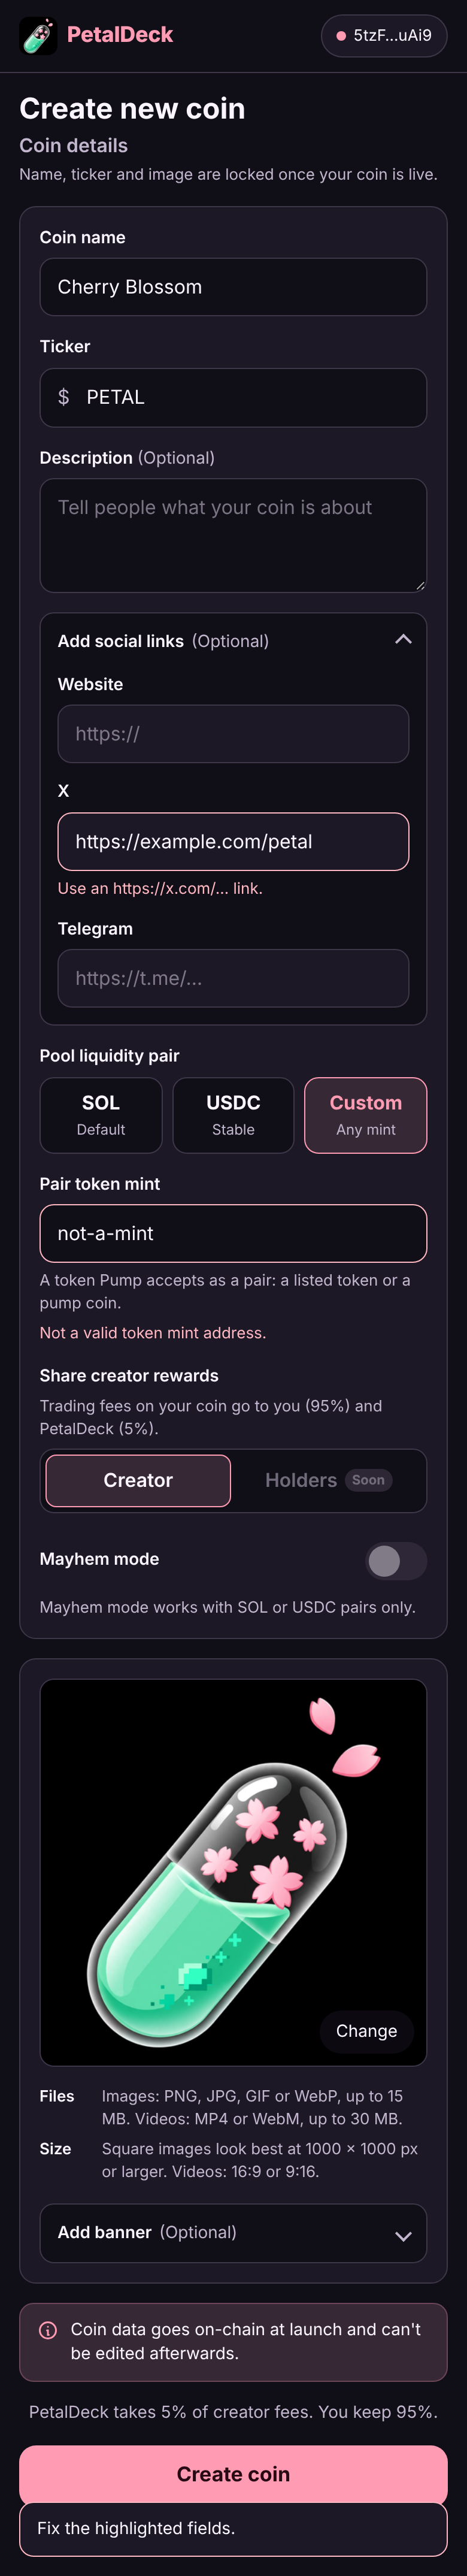 PetalDeck
5tzF...uAi9
Create new coin
Coin details
Name, ticker and image are locked once your coin is live.
Coin name
Cherry Blossom
Ticker
$ PETAL
Description (Optional)
Tell people what your coin is about
Add social links (Optional)
Website
https://
X
https://example.com/petal
Use an https://x.com/... link.
Telegram
https://t.me/...
Pool liquidity pair
SOL
Default
USDC
Stable
Custom
Any mint
Pair token mint
not-a-mint
A token Pump accepts as a pair: a listed token or a
pump coin.
Not a valid token mint address.
Share creator rewards
Trading fees on your coin go to you (95%) and
PetalDeck (5%).
Creator
Holders Soon
Mayhem mode
Mayhem mode works with SOL or USDC pairs only.
Change
Files Images: PNG, JPG, GIF or WebP, up to 15
MB. Videos: MP4 or WebM, up to 30 MB.
Size Square images look best at 1000 × 1000 px
or larger. Videos: 16:9 or 9:16.
Add banner (Optional)
Coin data goes on-chain at launch and can't
be edited afterwards.
PetalDeck takes 5% of creator fees. You keep 95%.
Create coin
Fix the highlighted fields.